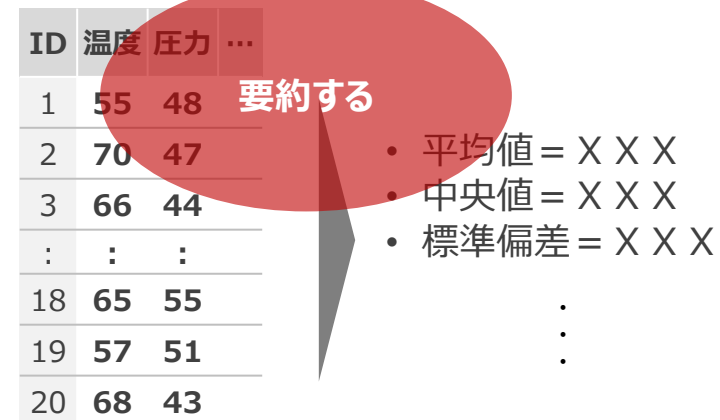 ID 温度 圧力 …
1 55 48
2 70 47
3 66 44
: : :
18 65 55
19 57 51
20 68 43
要約する
• 平均値=ＸＸＸ
• 中央値=ＸＸＸ
• 標準偏差=ＸＸＸ
・
・
・